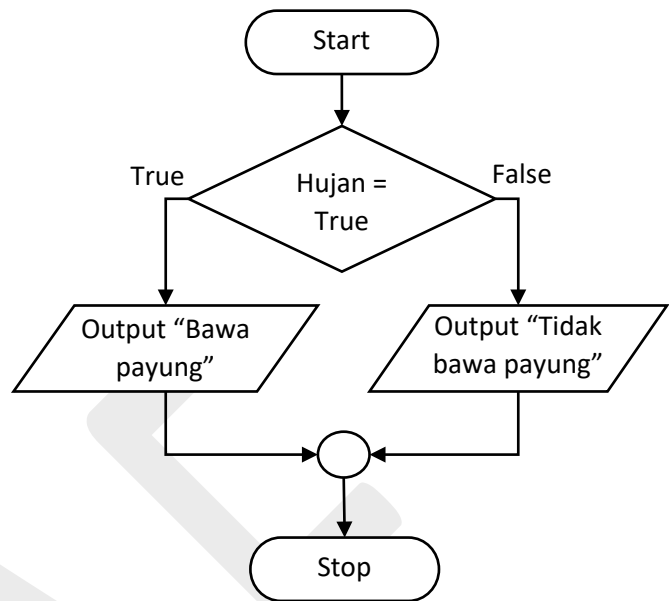 Start
True
Hujan =
True
False
Output “Bawa
payung”
Output “Tidak
bawa payung”
Stop